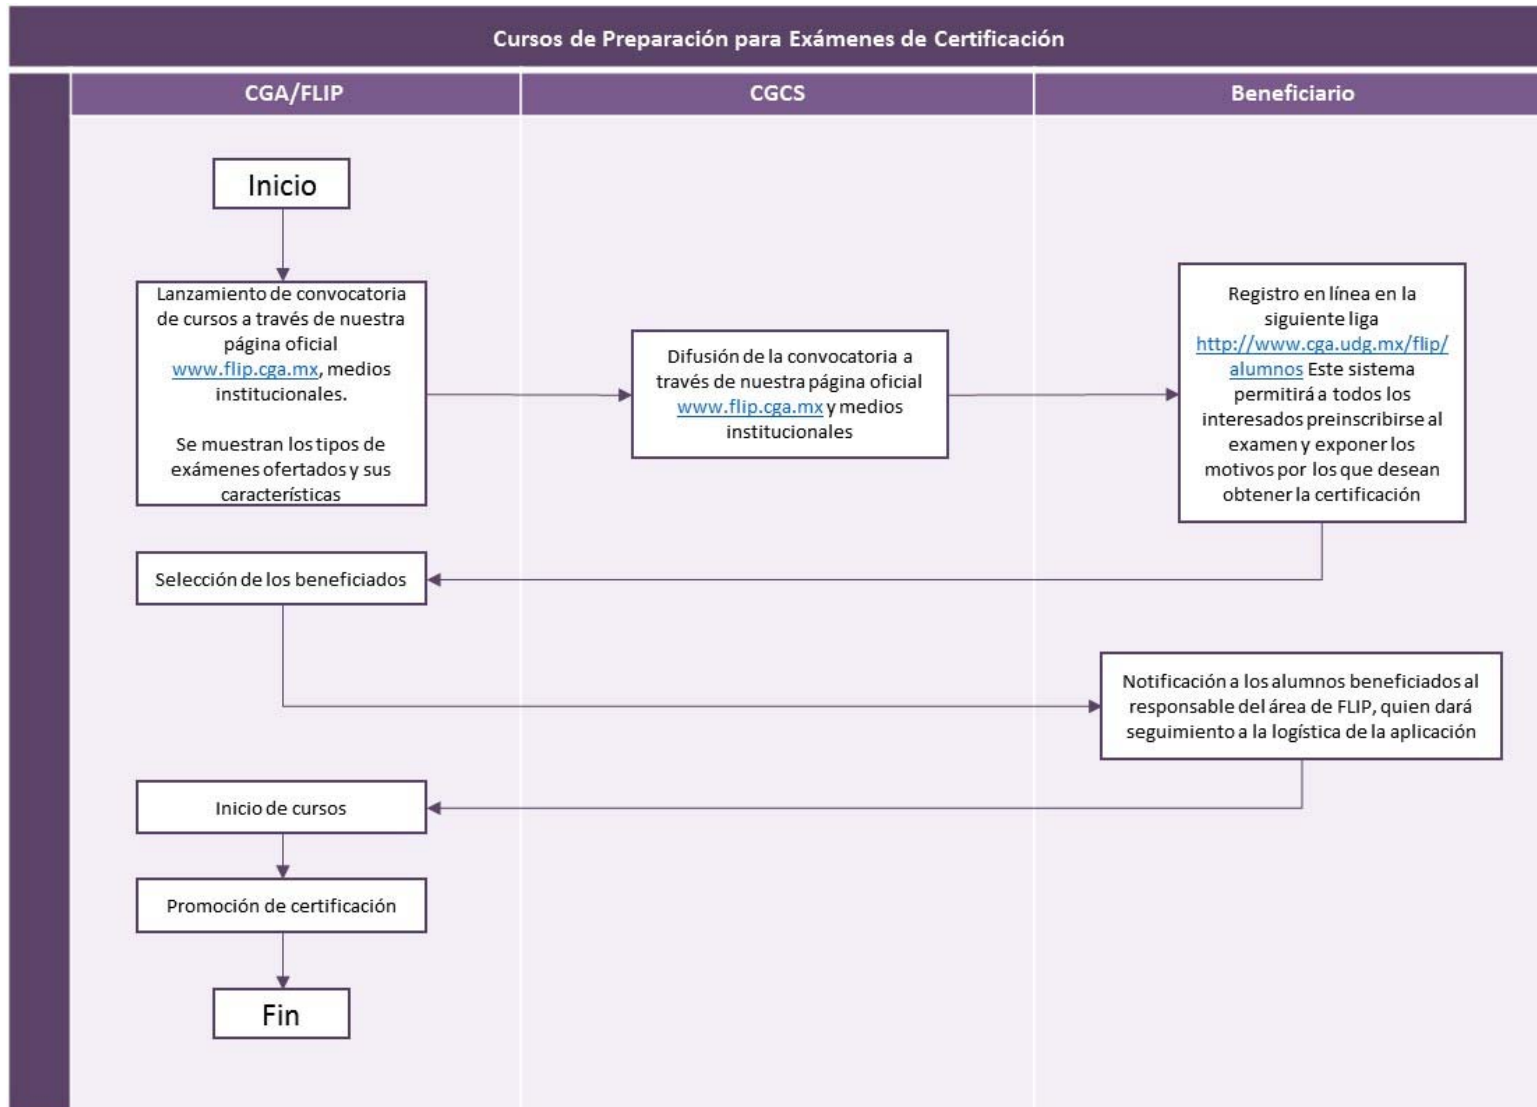 Cursos de Preparación para Exámenes de Certificación
CGA/FLIP
CGCS
Beneficiario
Inicio
Lanzamiento de convocatoria
de cursos a través de nuestra
página oficial
www.flip.cga.mx, medios
institucionales.
Se muestran los tipos de
exámenes ofertados y sus
características
Difusión de la convocatoria a
través de nuestra página oficial
www.flip.cga.mx y medios
institucionales
Registro en línea en la
siguiente liga
http://www.cga.udg.mx/flip/
alumnos Este sistema
permitirá a todos los
interesados preinscribirse al
examen y exponer los
motivos por los que desean
obtener la certificación
Selección de los beneficiados
Notificación a los alumnos beneficiados al
responsable del área de FLIP, quien dará
seguimiento a la logística de la aplicación
Inicio de cursos
Promoción de certificación
Fin